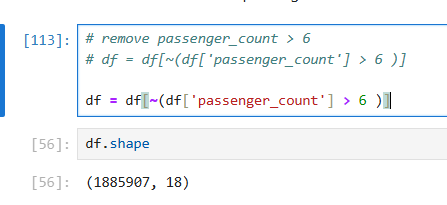 [113]: # remove passenger_count > 6
# df = df[~(df['passenger_count'] > 6 )]
df = df[~(df['passenger_count'] > 6 )]
[56]: df.shape
[56]: (1885907, 18)